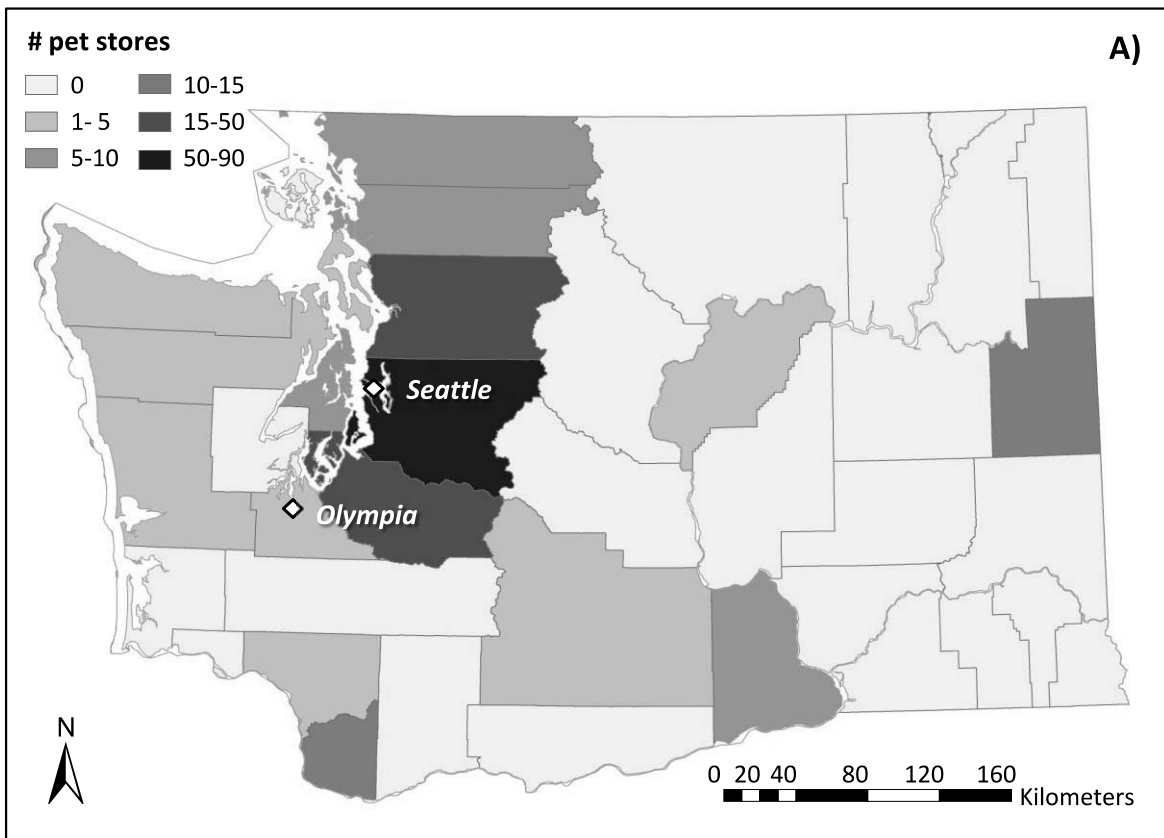 # pet stores
A)
0
10-15
1- 5
15-50
5-10
50-90
Seattle
Olympia
N
0 20 40 80 120 160
Kilometers